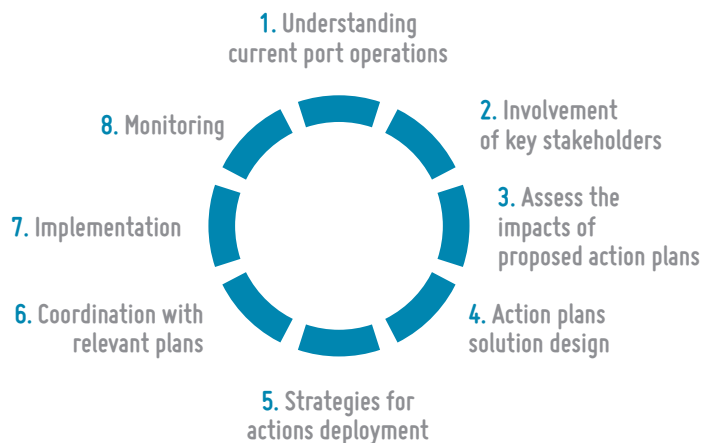 1. Understanding
current port operations
2. Involvement
of key stakeholders
3. Assess the
impacts of
proposed action plans
4. Action plans
solution design
5. Strategies for
actions deployment
6. Coordination with
relevant plans
7. Implementation
8. Monitoring